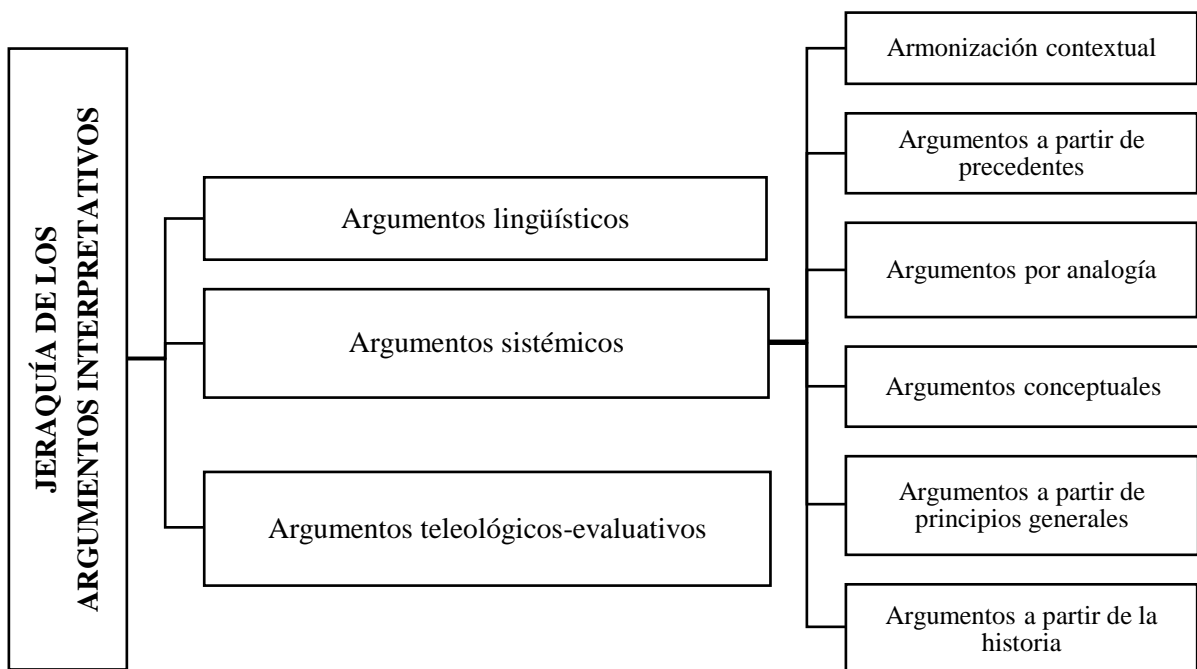 JERAQUÍA DE LOS
ARGUMENTOS INTERPRETATIVOS
Argumentos lingüísticos
Argumentos sistémicos
Argumentos teleológicos-evaluativos
Armonización contextual
Argumentos a partir de
precedentes
Argumentos por analogía
Argumentos conceptuales
Argumentos a partir de
principios generales
Argumentos a partir de la
historia